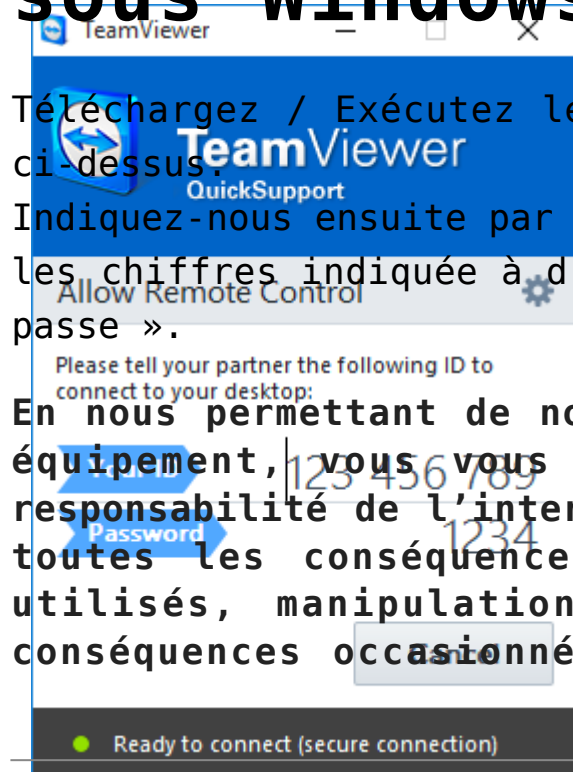 sous Windows
TeamViewer
Téléchargez / Exécutez le
TeamViewer
ci-dessus.
QuickSupport
Indiquez-nous ensuite par
les chiffres indiquée à d
Allow Remote Control
passe ».
Please tell your partner the following ID to
connect to your desktop:
En nous permettant de no
équipement, vous vous
Your ID 123 456 789
responsabilité de l’inter
Password 1234
toutes les conséquence
utilisés, manipulation
conséquences occasionné
Cancel
Ready to connect (secure connection)